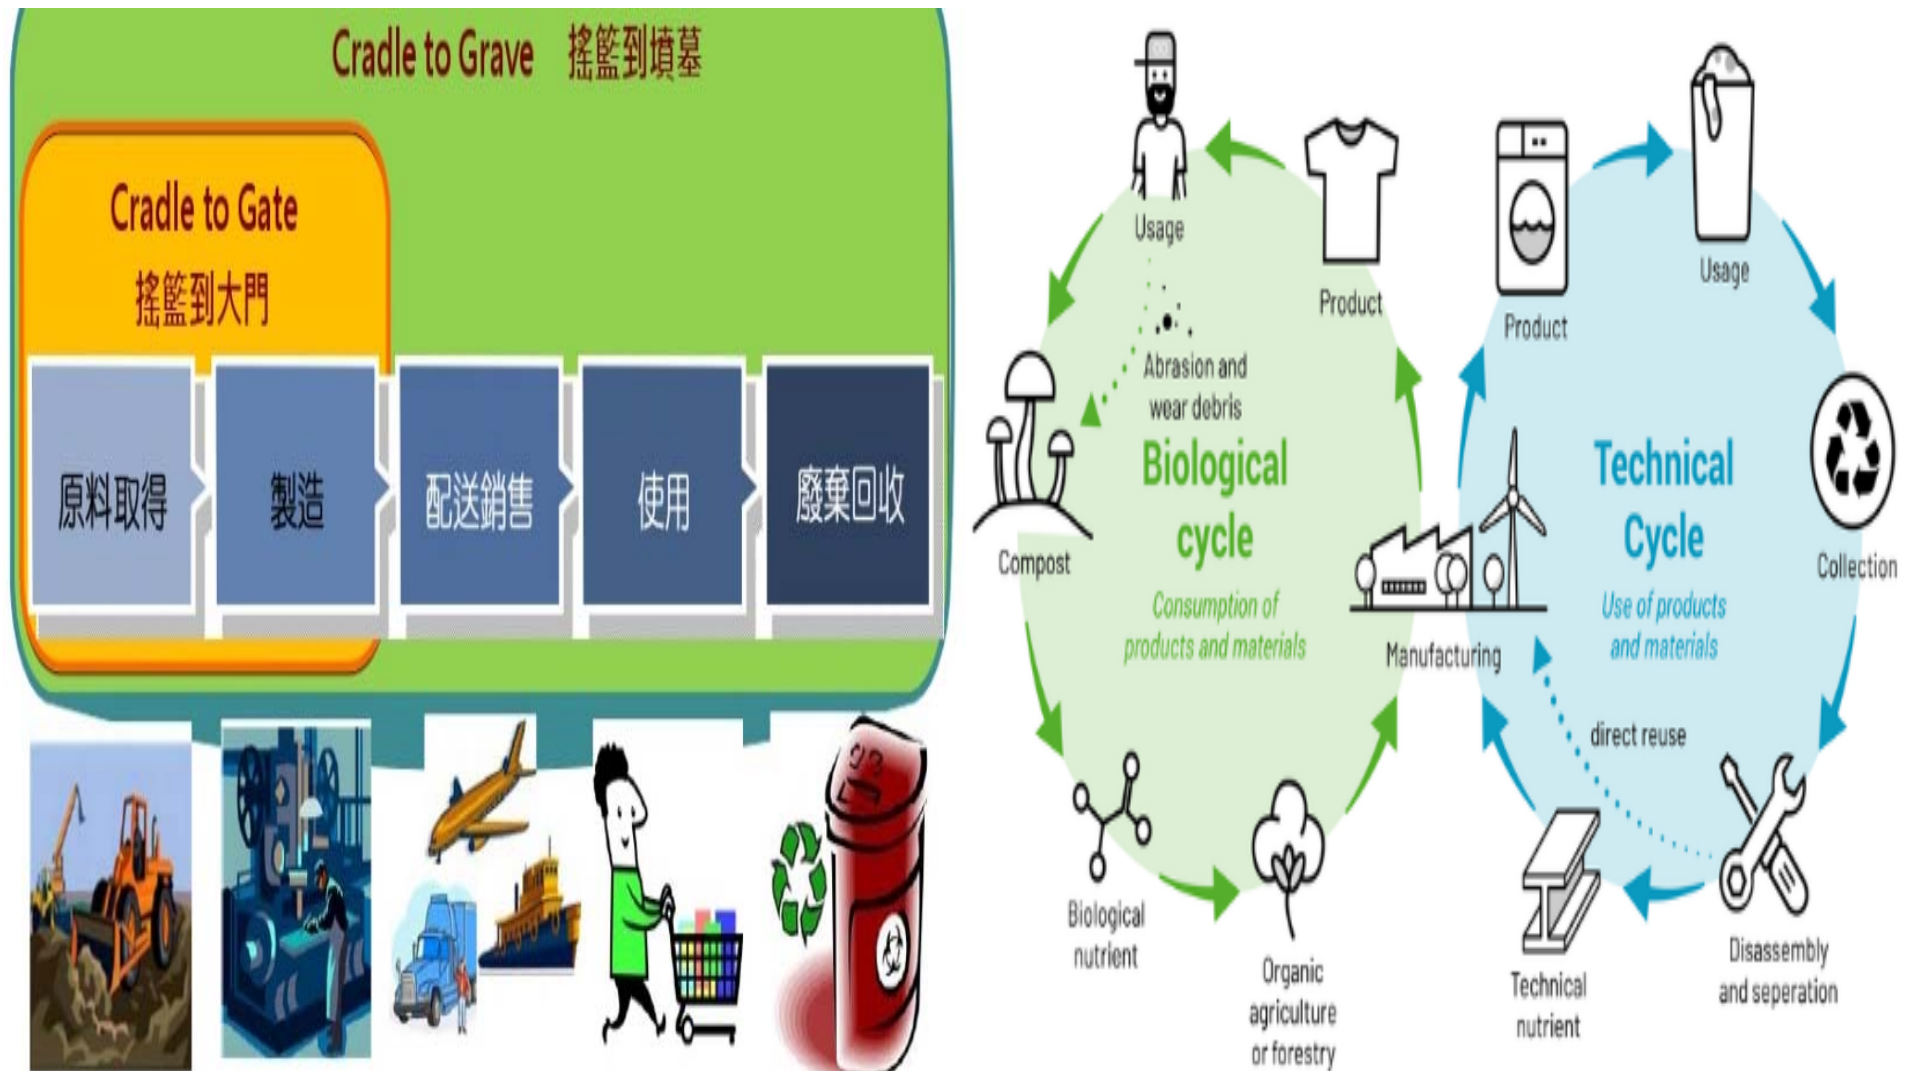 Cradle to Grave 搖籃到墳墓
Cradle to Gate
搖籃到大門
原料取得
製造
配送銷售
使用
廢棄回收
Usage
Product
Abrasion and
wear debris
Biological
cycle
Consumption of
products and materials
Compost
Biological
nutrient
Organic
agriculture
or forestry
Manufacturing
Product
Usage
Technical
Cycle
Use of products
and materials
Collection
direct reuse
Disassembly
and seperation
Technical
nutrient